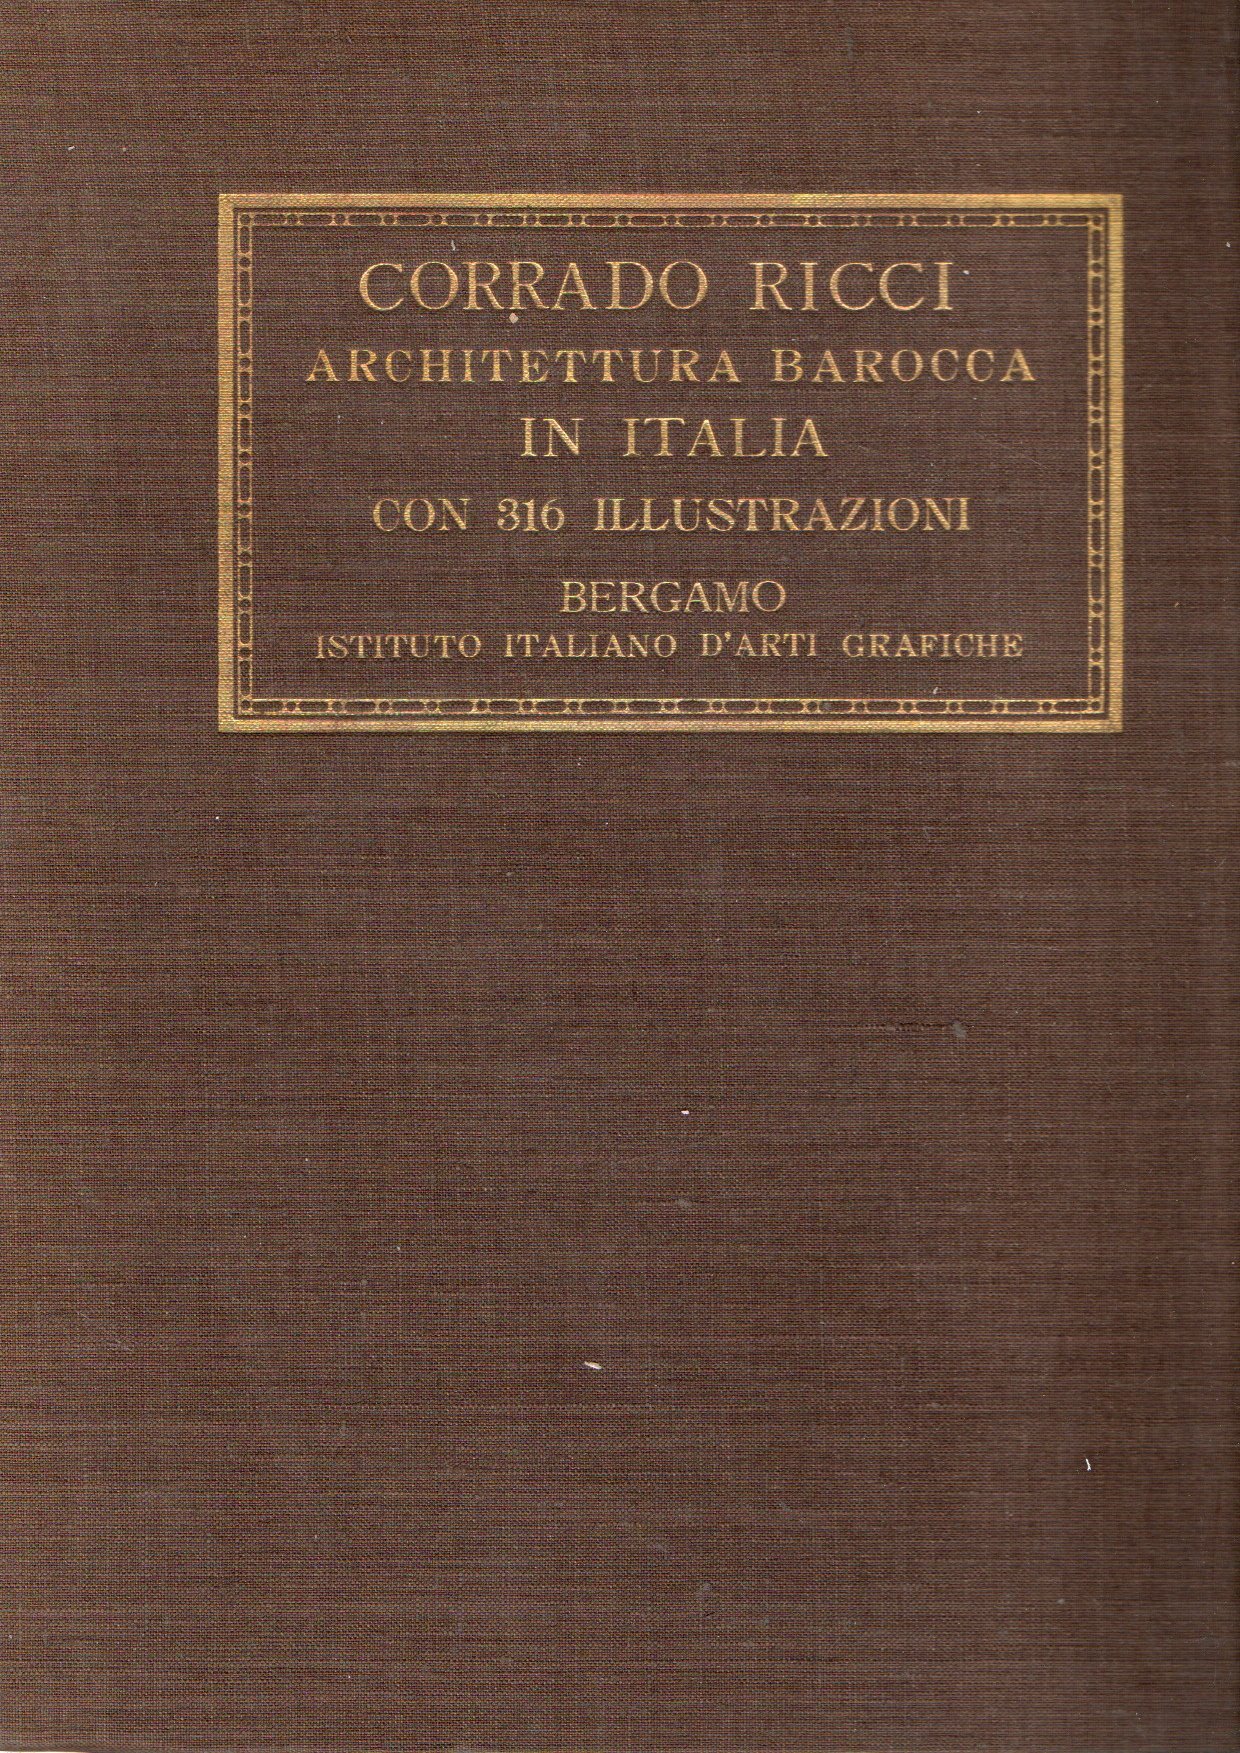 CORRADO RICCI
ARCHITETTURA BAROCCA
IN ITALIA
CON 316 ILLUSTRAZIONI
BERGAMO
ISTITUTO ITALIANO D'ARTI GRAFICHE